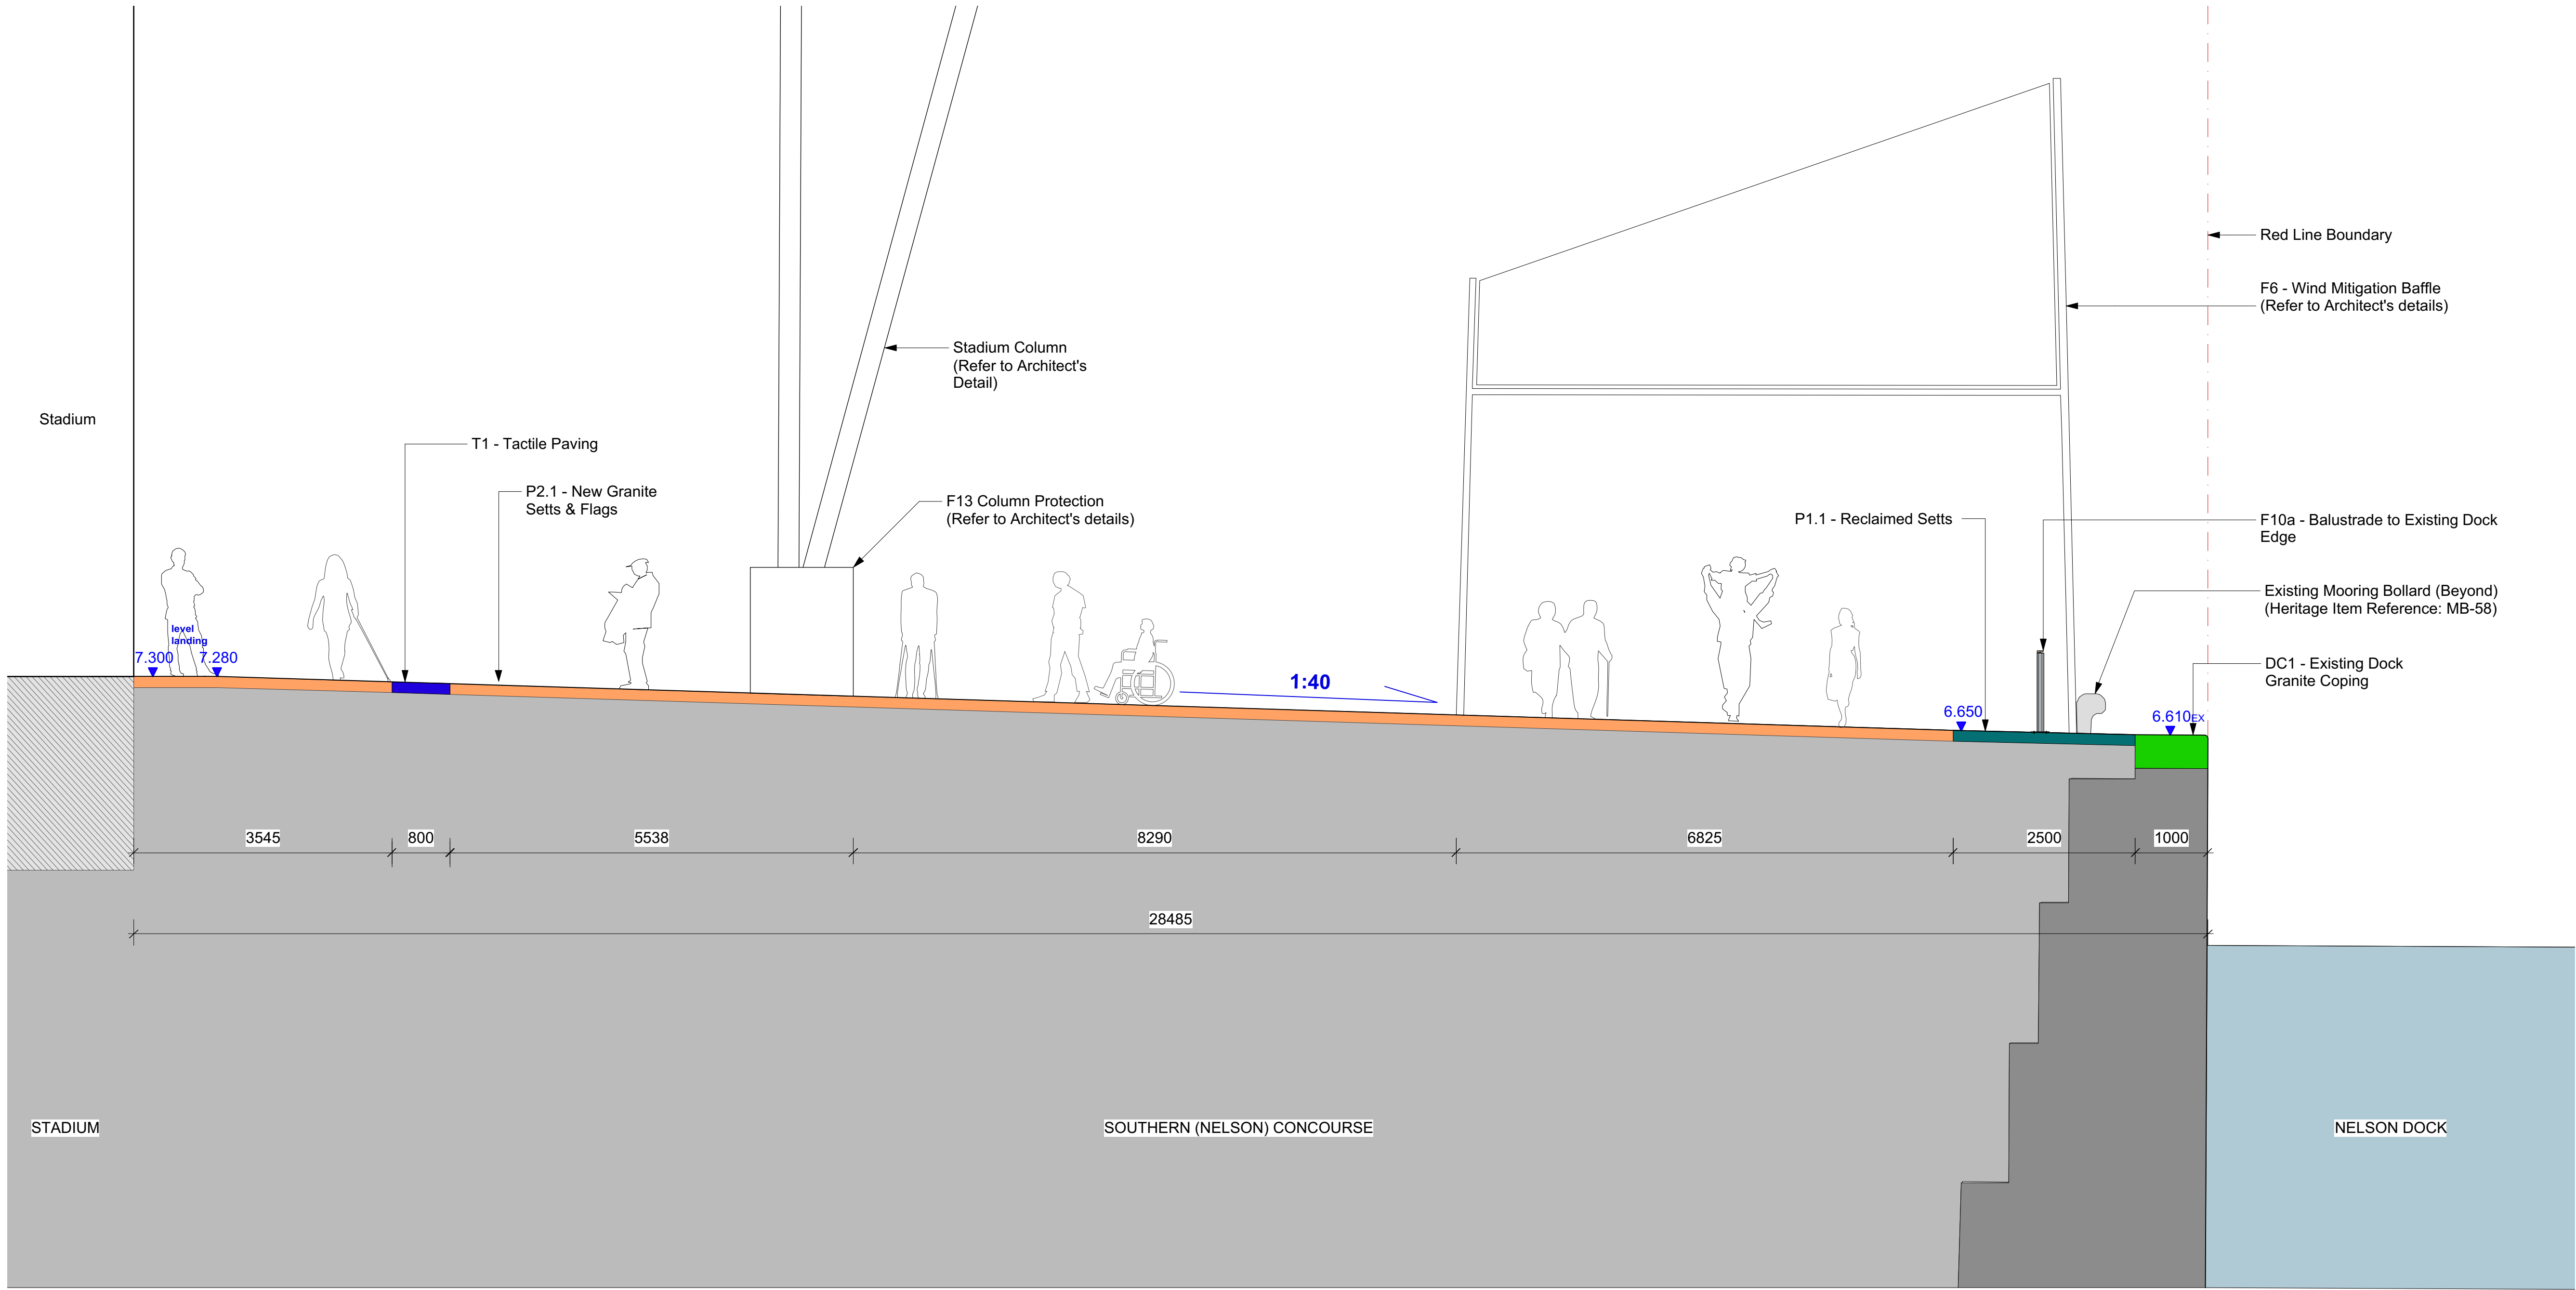 Red Line Boundary
F6 - Wind Mitigation Baffle
(Refer to Architect's details)
Stadium Column
(Refer to Architect's
Detail)
Stadium
T1 - Tactile Paving
P2.1 - New Granite
Setts & Flags
F13 Column Protection
(Refer to Architect's details)
P1.1 - Reclaimed Setts
F10a - Balustrade to Existing Dock
Edge
Existing Mooring Bollard (Beyond)
(Heritage Item Reference: MB-58)
level
landing
7.300
7.280
DC1 - Existing Dock
Granite Coping
1:40
6.650
6.610EX
3545
800
5538
8290
6825
2500
1000
28485
STADIUM
SOUTHERN (NELSON) CONCOURSE
NELSON DOCK